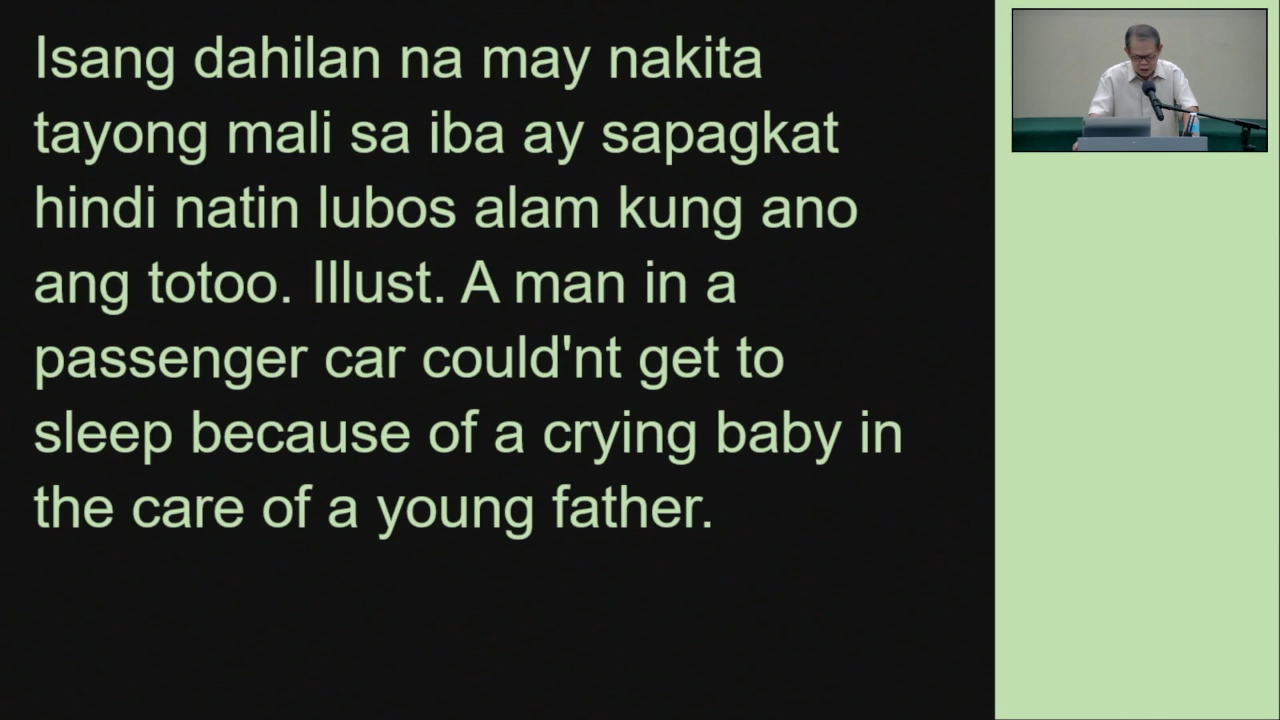 Isang dahilan na may nakita
tayong mali sa iba ay sapagkat
hindi natin lubos alam kung ano
ang totoo. Illust. A man in a
passenger car could'nt get to
sleep because of a crying baby in
the care of a young father.